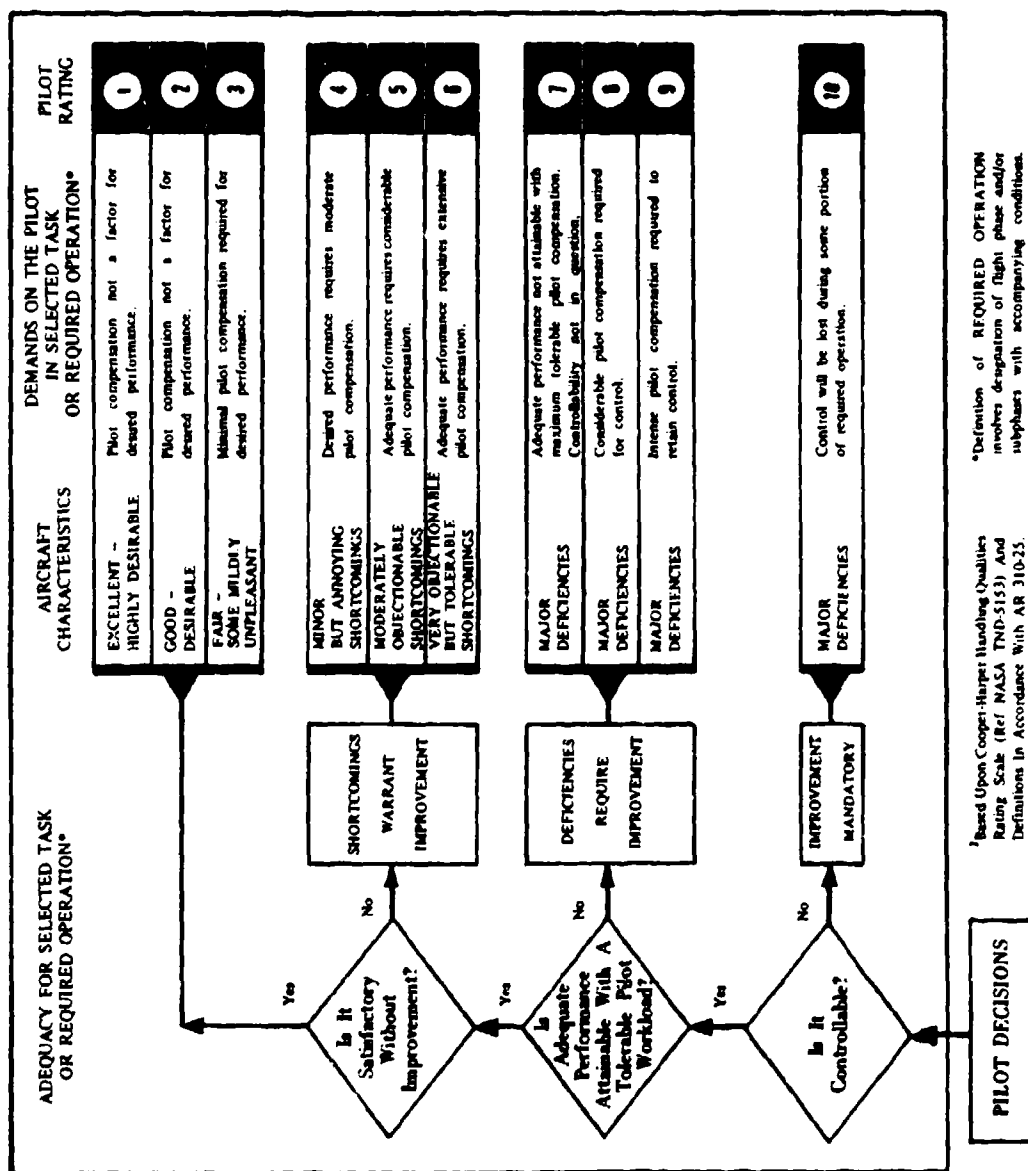 ADEQUACY FOR SELECTED TASK
OR REQUIRED OPERATION*
AIRCRAFT
CHARACTERISTICS
DEMANDS ON THE PILOT
IN SELECTED TASK
OR REQUIRED OPERATION*
PILOT
RATING
EXCELLENT -
HIGHLY DESIRABLE
Pilot compensation not a factor for
desired performance.
1
GOOD -
DESIRABLE
Pilot compensation not a factor for
desired performance.
2
FAIR -
SOME MILDLY
UNPLEASANT
Minimal pilot compensation required for
desired performance.
3
Yes
Is It
Satisfactory
Without
Improvement?
No
SHORTCOMINGS
WARRANT
IMPROVEMENT
MINOR
BUT ANNOYING
SHORTCOMINGS
Desired performance requires moderate
pilot compensation.
4
MODERATELY
OBJECTIONABLE
SHORTCOMINGS
Adequate performance requires considerable
pilot compensation.
5
VERY OBJECTIONABLE
BUT TOLERABLE
SHORTCOMINGS
Adequate performance requires extensive
pilot compensation.
6
Yes
Is
Adequate
Performance
Attainable With A
Tolerable Pilot
Workload?
No
DEFICIENCIES
REQUIRE
IMPROVEMENT
MAJOR
DEFICIENCIES
Adequate performance not attainable with
maximum tolerable pilot compensation.
Controllability not in question.
7
MAJOR
DEFICIENCIES
Considerable pilot compensation required
for control.
8
MAJOR
DEFICIENCIES
Intense pilot compensation required to
retain control.
9
Yes
Is It
Controllable?
No
IMPROVEMENT
MANDATORY
MAJOR
DEFICIENCIES
Control will be lost during some portion
of required operation.
10
PILOT DECISIONS
³Based Upon Cooper-Harper Handling Qualities
Rating Scale (Ref NASA TND-5153) And
Definitions In Accordance With AR 310-25.
*Definition of REQUIRED OPERATION
involves designation of flight phase and/or
subphases with accompanying conditions.